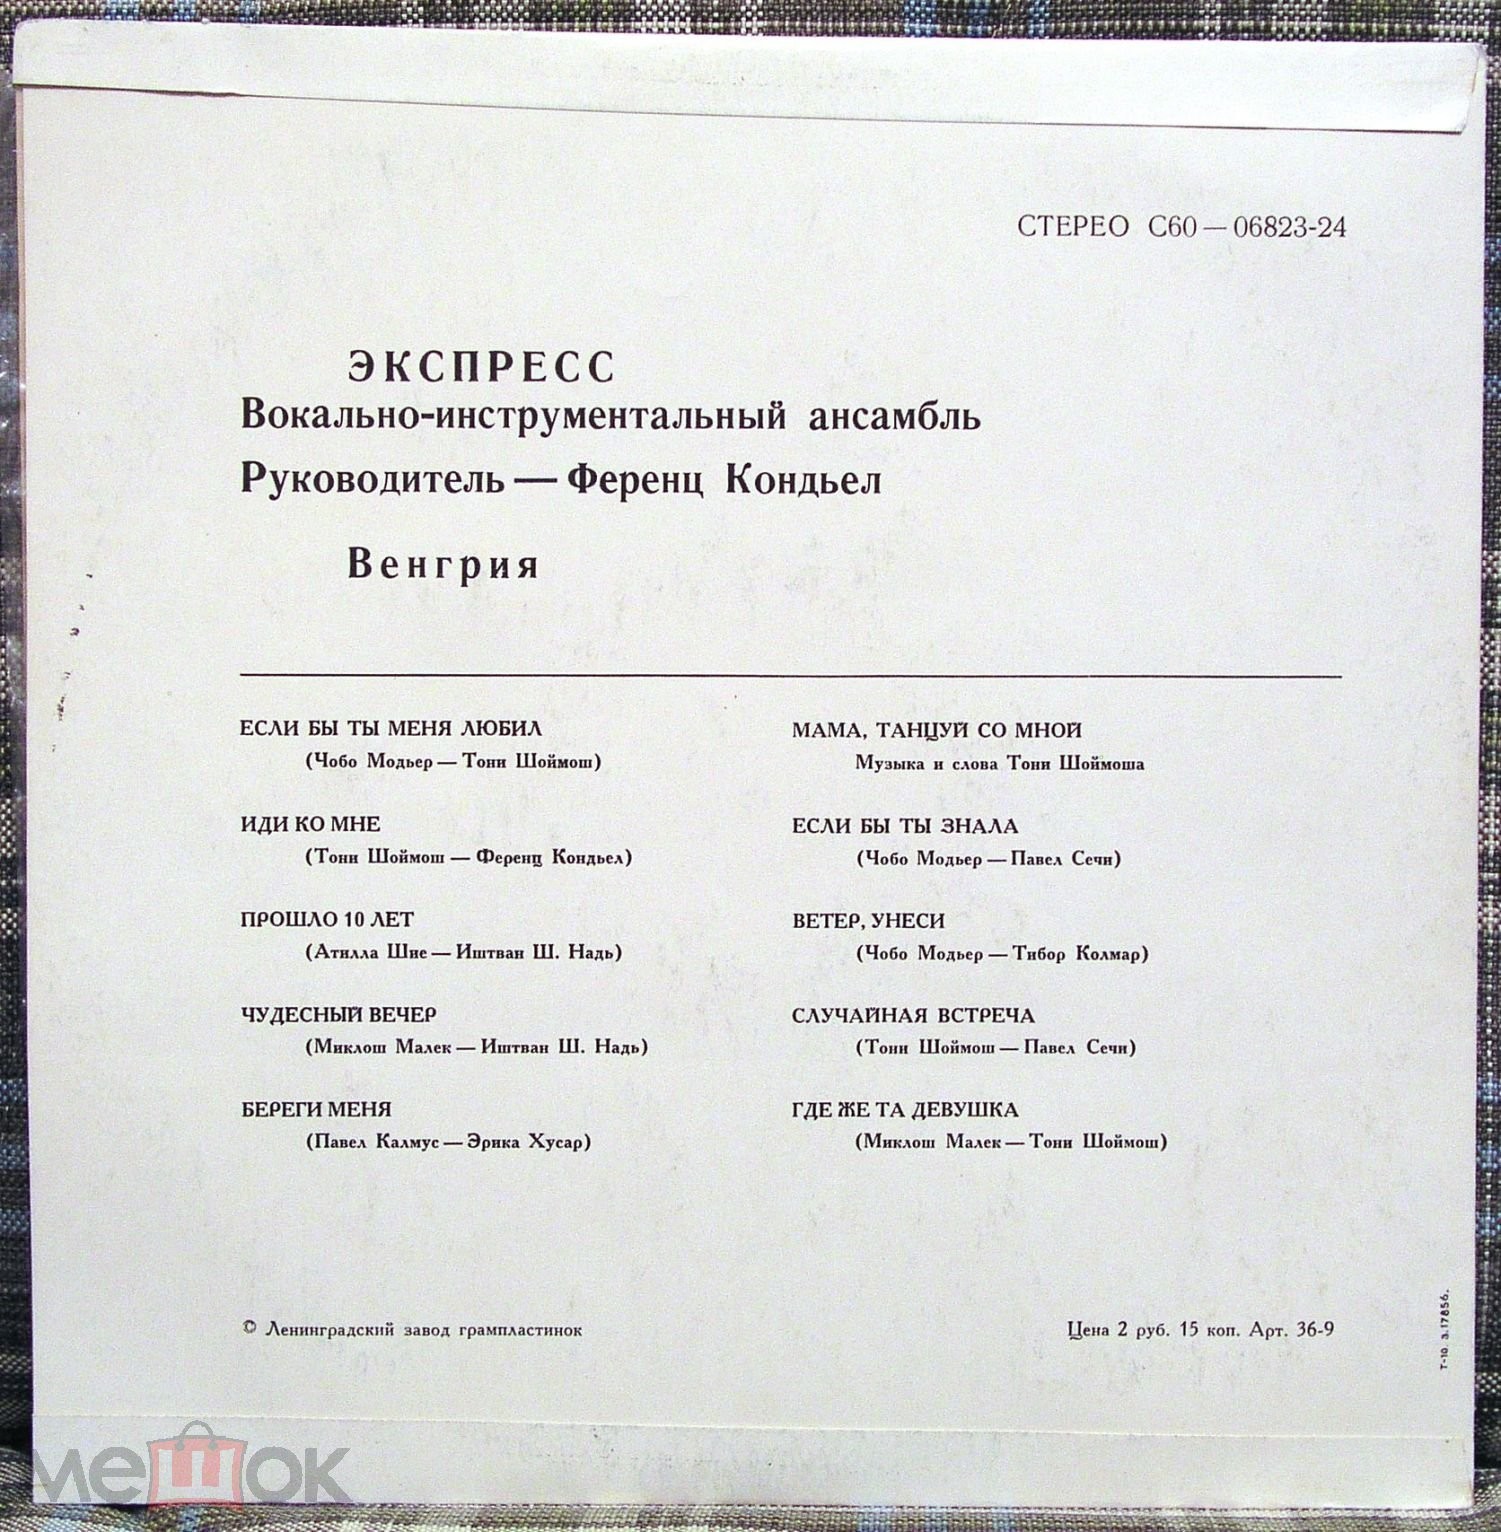 СТЕРЕО С60 — 06823-24
ЭКСПРЕСС
Вокально-инструментальный ансамбль
Руководитель — Ференц Кондьел
Венгрия
ЕСЛИ БЫ ТЫ МЕНЯ ЛЮБИЛ
(Чобо Модьер — Тони Шоймош)
ИДИ КО МНЕ
(Тони Шоймош — Ференц Кондьел)
ПРОШЛО 10 ЛЕТ
(Атилла Шие — Иштван Ш. Надь)
ЧУДЕСНЫЙ ВЕЧЕР
(Миклош Малек — Иштван Ш. Надь)
БЕРЕГИ МЕНЯ
(Павел Калмус — Эрика Хусар)
МАМА, ТАНЦУЙ СО МНОЙ
Музыка и слова Тони Шоймоша
ЕСЛИ БЫ ТЫ ЗНАЛА
(Чобо Модьер — Павел Сечи)
ВЕТЕР, УНЕСИ
(Чобо Модьер — Тибор Колмар)
СЛУЧАЙНАЯ ВСТРЕЧА
(Тони Шоймош — Павел Сечи)
ГДЕ ЖЕ ТА ДЕВУШКА
(Миклош Малек — Тони Шоймош)
© Ленинградский завод грампластинок
Цена 2 руб. 15 коп. Арт. 36-9
Т-10. З.17856.
мешок